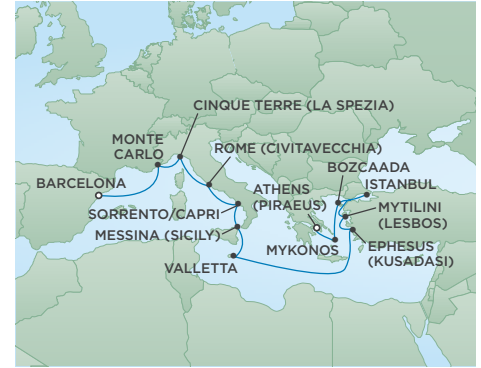 CINQUE TERRE (LA SPEZIA)
MONTE
CARLO
ROME (CIVITAVECCHIA)
BOZCAADA
BARCELONA
ATHENS
(PIRAEUS)
ISTANBUL
SORRENTO/CAPRI
MYTILINI
(LESBOS)
MESSINA (SICILY)
MYKONOS
EPHESUS
(KUSADASI)
VALLETTA